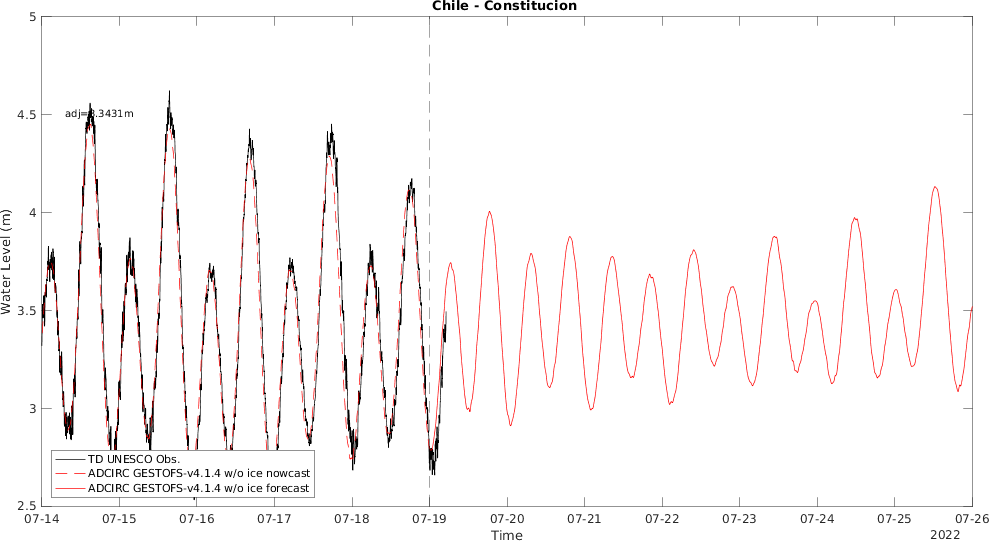 Chile - Constitucion
5
4.5
4
3.5
3
2.5
Water Level (m)
adj=3.3431m
TD UNESCO Obs.
ADCIRC GESTOFS-v4.1.4 w/o ice nowcast
ADCIRC GESTOFS-v4.1.4 w/o ice forecast
07-14 07-15 07-16 07-17 07-18 07-19 07-20 07-21 07-22 07-23 07-24 07-25 07-26
Time
2022